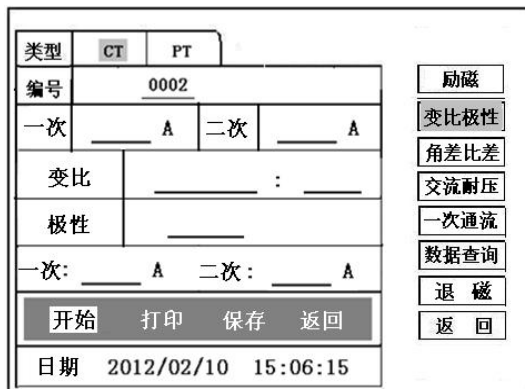 类型 CT PT
编号 0002
一次 A 二次 A
变比 :
极性
一次: A 二次: A
开始 打印 保存 返回
日期 2012/02/10 15:06:15
励磁
变比极性
角差比差
交流耐压
一次通流
数据查询
退 磁
返 回